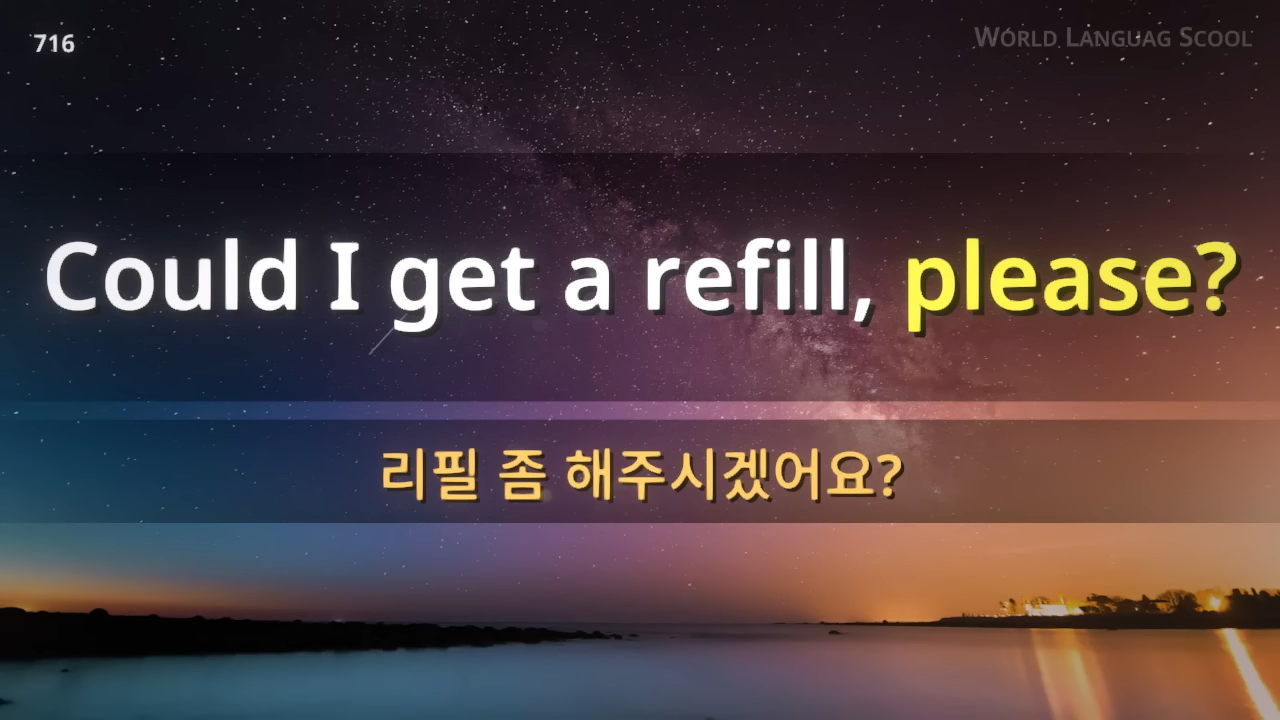 716
WORLD LANGUAG SCOOL
Could I get a refill, please?
리필 좀 해주시겠어요?